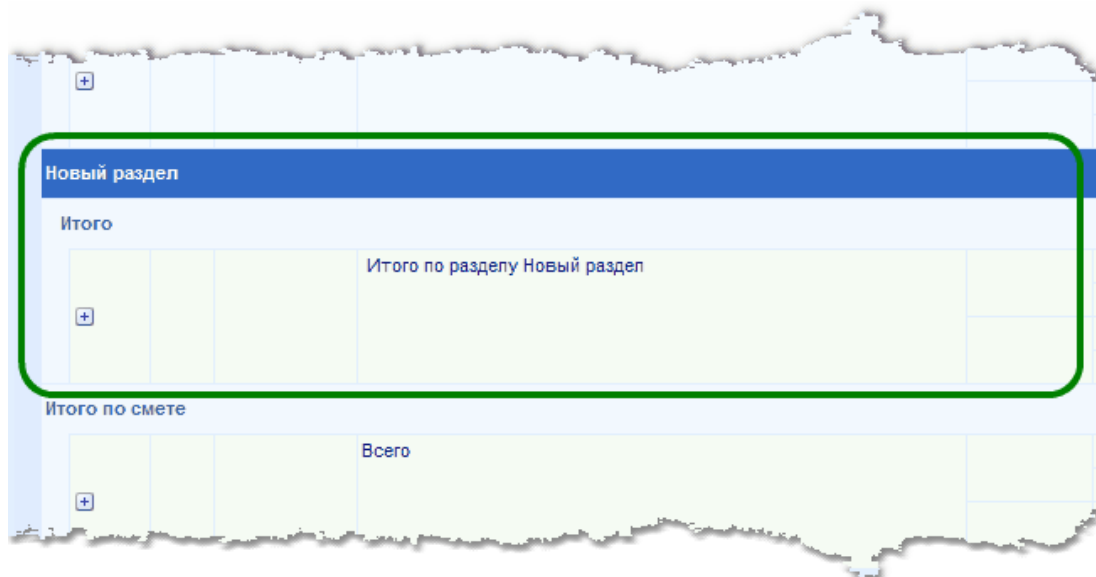 Новый раздел
Итого
Итого по разделу Новый раздел
Итого по смете
Всего